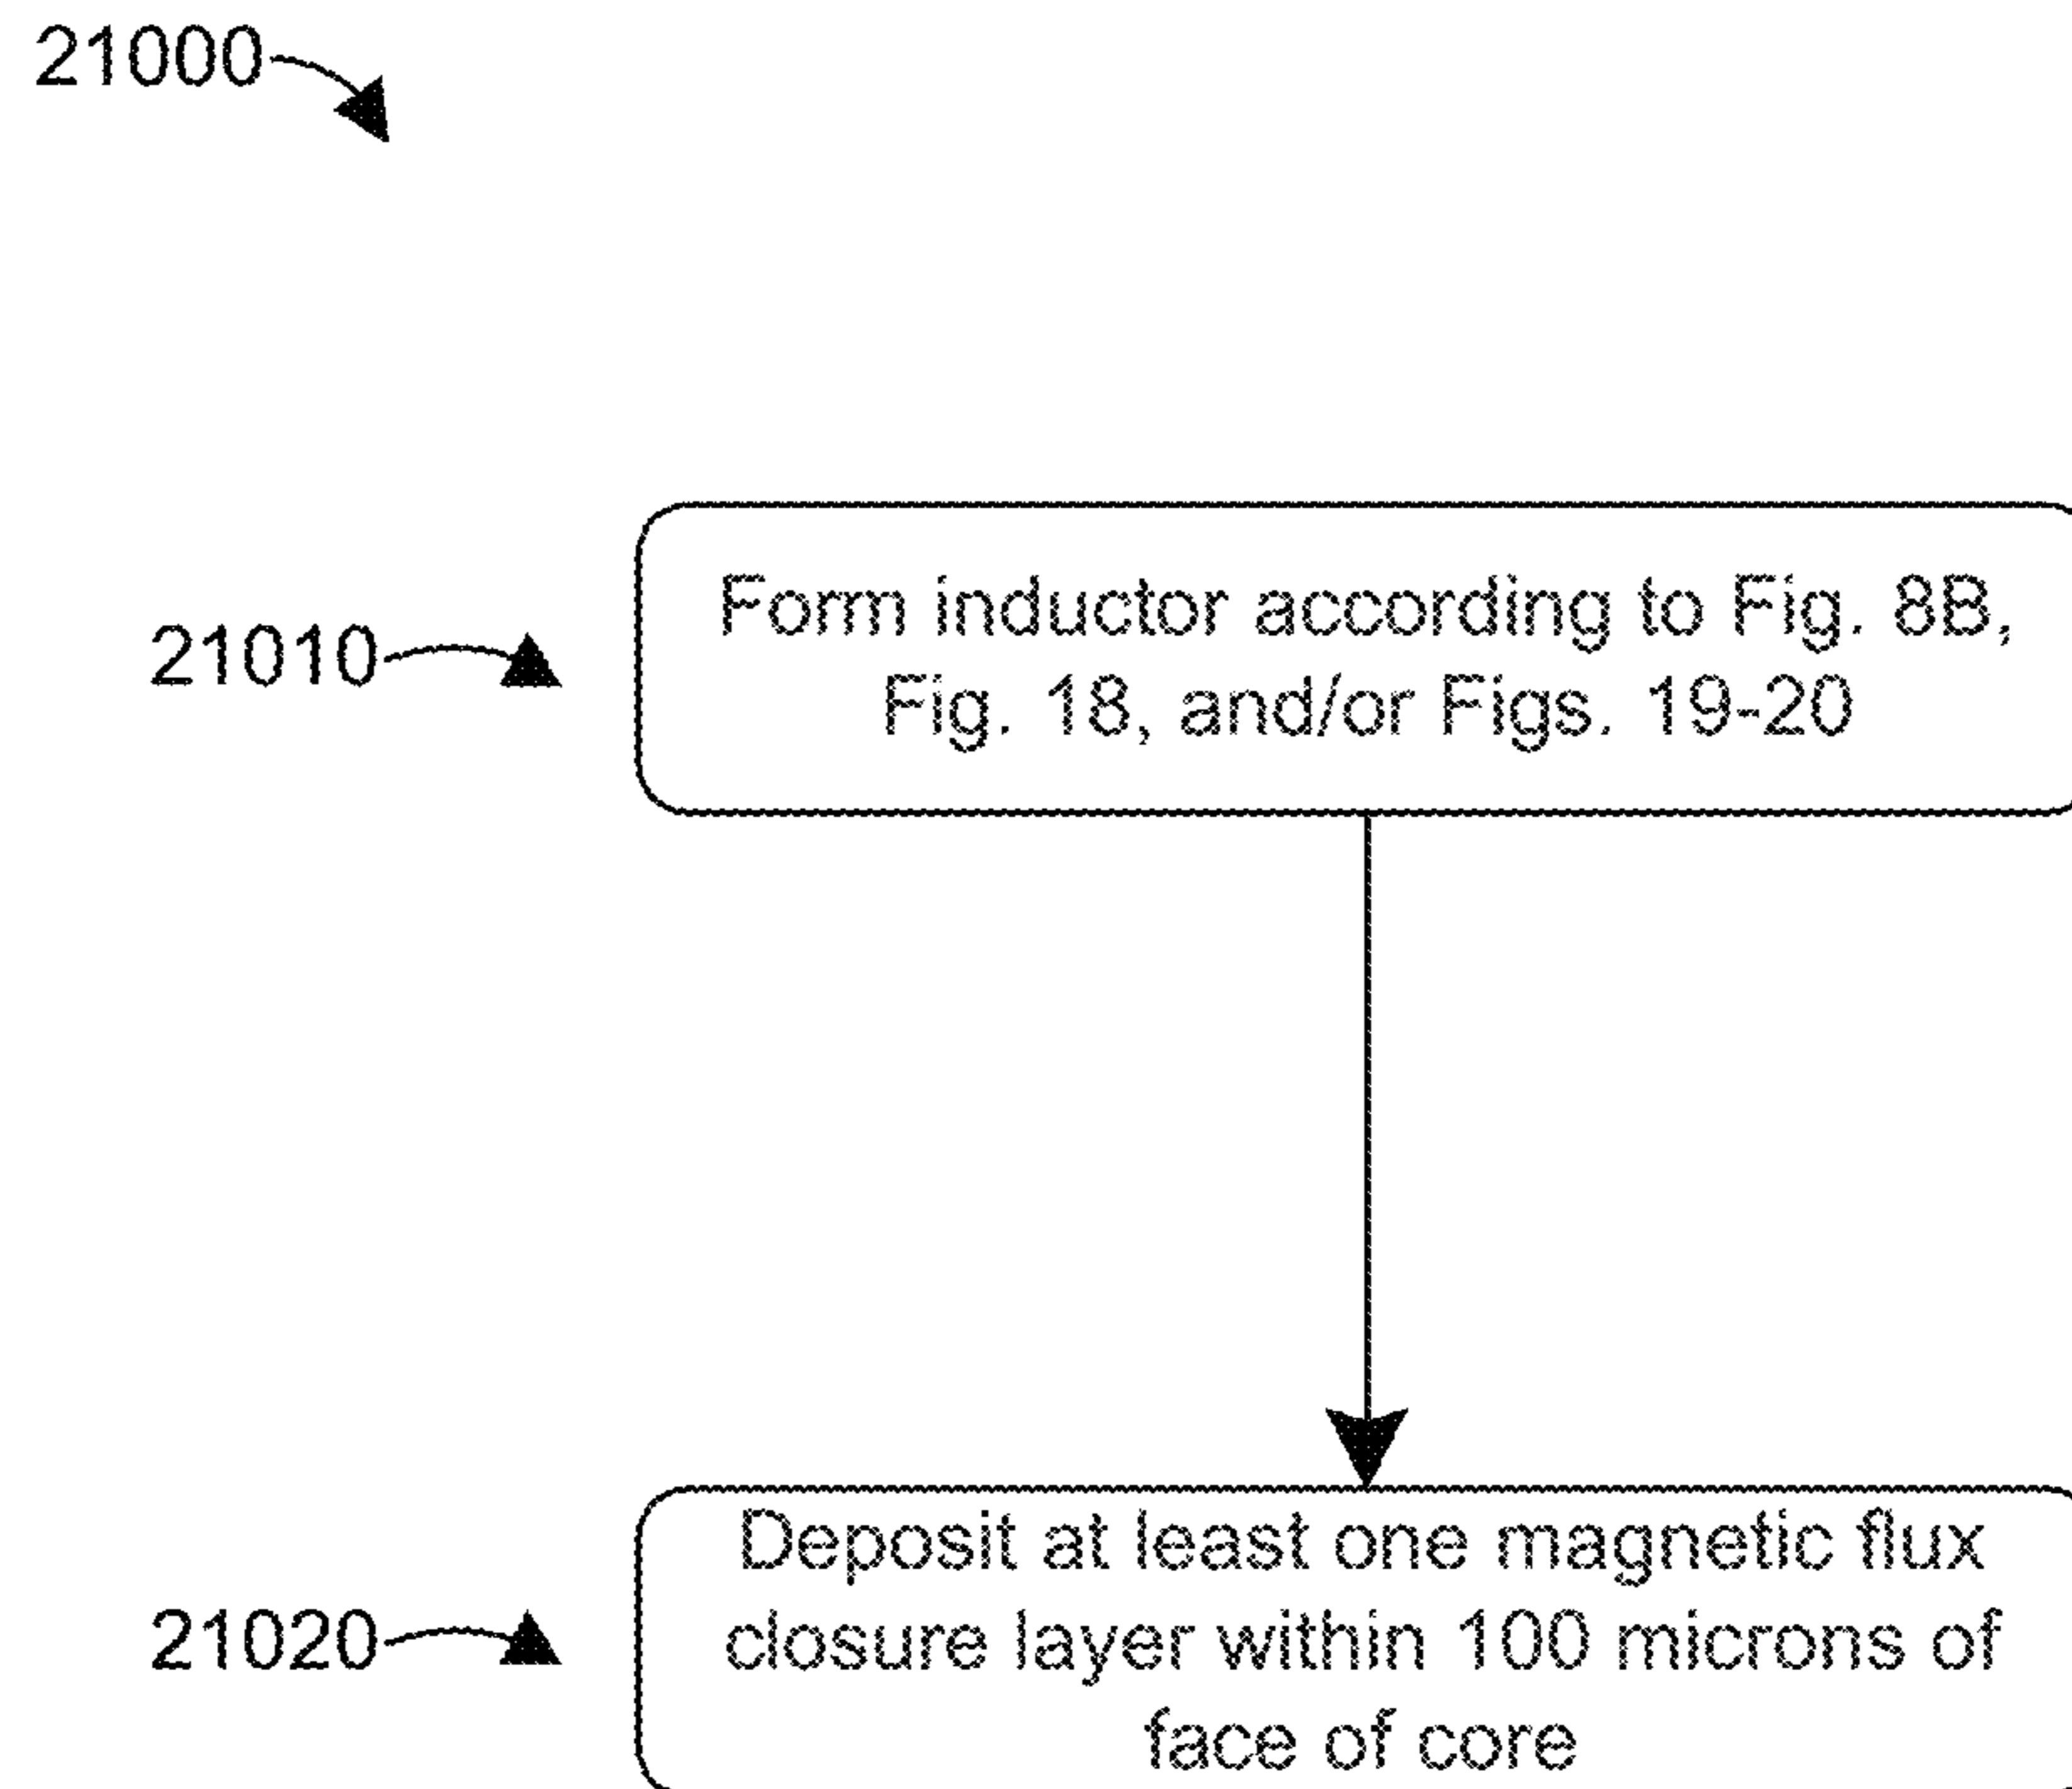 21000
21010
Form inductor according to Fig. 8B,
Fig. 18, and/or Figs. 19-20
21020
Deposit at least one magnetic flux
closure layer within 100 microns of
face of core